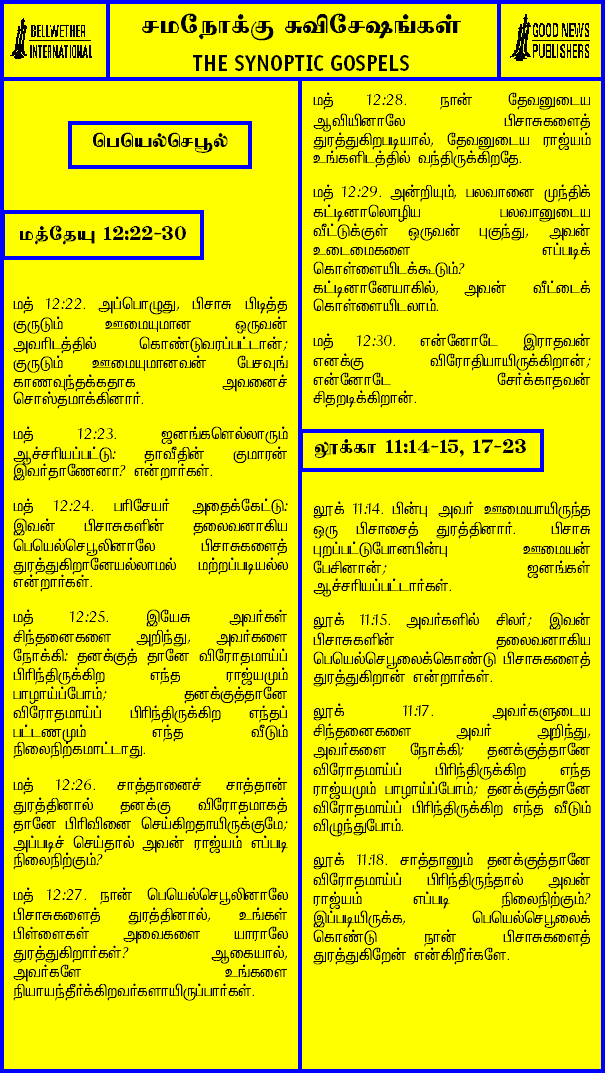 BELLWETHER
INTERNATIONAL
சமநோக்கு சுவிசேஷங்கள்
THE SYNOPTIC GOSPELS
GOOD NEWS
PUBLISHERS
பெயெல்செபூல்
மத்தேயு 12:22-30
மத் 12:22. அப்பொழுது, பிசாசு பிடித்த
குருடும் ஊமையுமான ஒருவன்
அவரிடத்தில் கொண்டுவரப்பட்டான்;
குருடும் ஊமையுமானவன் பேசவுங்
காணவுந்தக்கதாக அவனைச்
சொஸ்தமாக்கினார்.
மத் 12:23. ஜனங்களெல்லாரும்
ஆச்சரியப்பட்டு: தாவீதின் குமாரன்
இவர்தானேனா? என்றார்கள்.
மத் 12:24. பரிசேயர் அதைக்கேட்டு:
இவன் பிசாசுகளின் தலைவனாகிய
பெயெல்செபூலினாலே பிசாசுகளைத்
துரத்துகிறானேயல்லாமல் மற்றப்படியல்ல
என்றார்கள்.
மத் 12:25. இயேசு அவர்கள்
சிந்தனைகளை அறிந்து, அவர்களை
நோக்கி: தனக்குத் தானே விரோதமாய்ப்
பிரிந்திருக்கிற எந்த ராஜ்யமும்
பாழாய்ப்போம்; தனக்குத்தானே
விரோதமாய்ப் பிரிந்திருக்கிற எந்தப்
பட்டணமும் எந்த வீடும்
நிலைநிற்கமாட்டாது.
மத் 12:26. சாத்தானைச் சாத்தான்
துரத்தினால் தனக்கு விரோதமாகத்
தானே பிரிவினை செய்கிறதாயிருக்குமே;
அப்படிச் செய்தால் அவன் ராஜ்யம் எப்படி
நிலைநிற்கும்?
மத் 12:27. நான் பெயெல்செபூலினாலே
பிசாசுகளைத் துரத்தினால், உங்கள்
பிள்ளைகள் அவைகளை யாராலே
துரத்துகிறார்கள்? ஆகையால்,
அவர்களே உங்களை
நியாயந்தீர்க்கிறவர்களாயிருப்பார்கள்.
மத் 12:28. நான் தேவனுடைய
ஆவியினாலே பிசாசுகளைத்
துரத்துகிறபடியால், தேவனுடைய ராஜ்யம்
உங்களிடத்தில் வந்திருக்கிறதே.
மத் 12:29. அன்றியும், பலவானை முந்திக்
கட்டினாலொழிய பலவானுடைய
வீட்டுக்குள் ஒருவன் புகுந்து, அவன்
உடைமைகளை எப்படிக்
கொள்ளையிடக்கூடும்?
கட்டினானேயாகில், அவன் வீட்டைக்
கொள்ளையிடலாம்.
மத் 12:30. என்னோடே இராதவன்
எனக்கு விரோதியாயிருக்கிறான்;
என்னோடே சேர்க்காதவன்
சிதறடிக்கிறான்.
லூக்கா 11:14-15, 17-23
லூக் 11:14. பின்பு அவர் ஊமையாயிருந்த
ஒரு பிசாசைத் துரத்தினார். பிசாசு
புறப்பட்டுபோனபின்பு ஊமையன்
பேசினான்; ஜனங்கள்
ஆச்சரியப்பட்டார்கள்.
லூக் 11:15. அவர்களில் சிலர்; இவன்
பிசாசுகளின் தலைவனாகிய
பெயெல்செபூலைக்கொண்டு பிசாசுகளைத்
துரத்துகிறான் என்றார்கள்.
லூக் 11:17. அவர்களுடைய
சிந்தனைகளை அவர் அறிந்து,
அவர்களை நோக்கி; தனக்குத்தானே
விரோதமாய்ப் பிரிந்திருக்கிற எந்த
ராஜ்யமும் பாழாய்ப்போம்; தனக்குத்தானே
விரோதமாய்ப் பிரிந்திருக்கிற எந்த வீடும்
விழுந்துபோம்.
லூக் 11:18. சாத்தானும் தனக்குத்தானே
விரோதமாய்ப் பிரிந்திருந்தால் அவன்
ராஜ்யம் எப்படி நிலைநிற்கும்?
இப்படியிருக்க, பெயெல்செபூலைக்
கொண்டு நான் பிசாசுகளைத்
துரத்துகிறேன் என்கிறீர்களே.